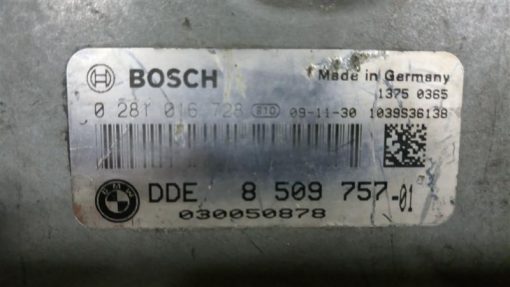 BOSCH
Made in Germany
1375 0365
0 281 016 728 09-11-30 1039S36138
DDE 8 509 757-01
030050878